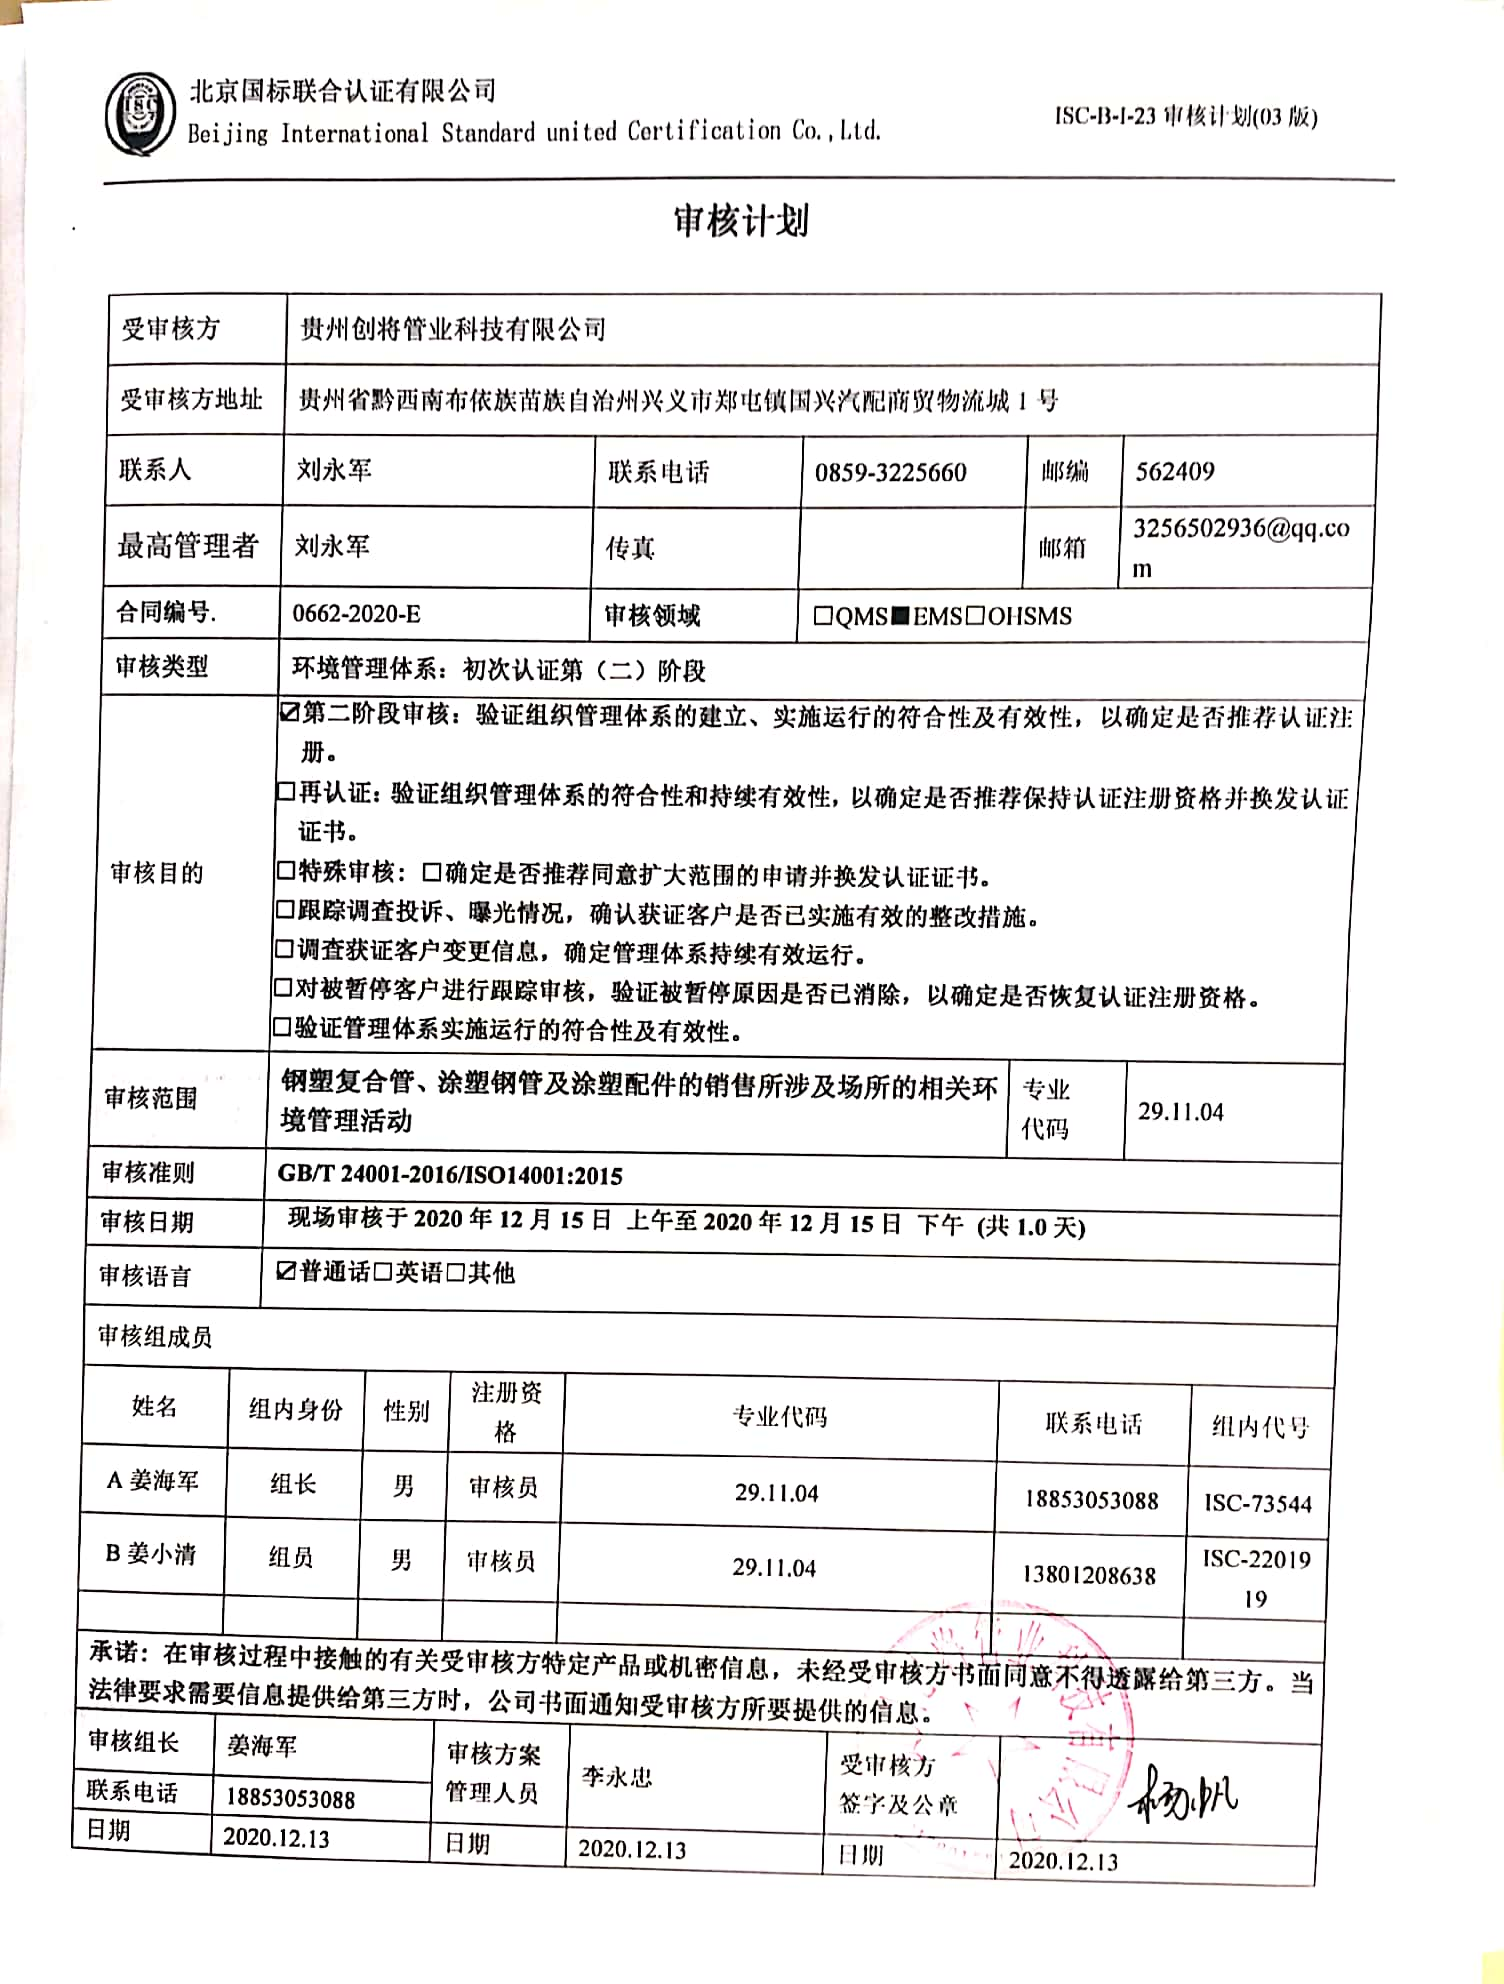 北京国标联合认证有限公司
Beijing International Standard united Certification Co.,Ltd.
ISC-B-I-23 审核计划(03 版)
审核计划
受审核方 贵州创将管业科技有限公司
受审核方地址 贵州省黔西南布依族苗族自治州兴义市郑屯镇国兴汽配商贸物流城 1 号
联系人 刘永军 联系电话 0859-3225660 邮编 562409
最高管理者 刘永军 传真 邮箱 3256502936@qq.co
m
合同编号. 0662-2020-E 审核领域 □QMS■EMS□OHSMS
审核类型 环境管理体系：初次认证第（二）阶段
审核目的
☑第二阶段审核：验证组织管理体系的建立、实施运行的符合性及有效性，以确定是否推荐认证注
册。
□再认证：验证组织管理体系的符合性和持续有效性，以确定是否推荐保持认证注册资格并换发认证
证书。
□特殊审核：□确定是否推荐同意扩大范围的申请并换发认证证书。
□跟踪调查投诉、曝光情况，确认获证客户是否已实施有效的整改措施。
□调查获证客户变更信息，确定管理体系持续有效运行。
□对被暂停客户进行跟踪审核，验证被暂停原因是否已消除，以确定是否恢复认证注册资格。
□验证管理体系实施运行的符合性及有效性。
审核范围 钢塑复合管、涂塑钢管及涂塑配件的销售所涉及场所的相关环
境管理活动
专业
代码
29.11.04
审核准则 GB/T 24001-2016/ISO14001:2015
审核日期 现场审核于 2020 年 12 月 15 日 上午至 2020 年 12 月 15 日 下午 (共 1.0 天)
审核语言 ☑普通话□英语□其他
审核组成员
姓名 组内身份 性别 注册资
格
专业代码 联系电话 组内代号
A 姜海军 组长 男 审核员 29.11.04 18853053088 ISC-73544
B 姜小清 组员 男 审核员 29.11.04 13801208638 ISC-22019
19
承诺：在审核过程中接触的有关受审核方特定产品或机密信息，未经受审核方书面同意不得透露给第三方。当
法律要求需要信息提供给第三方时，公司书面通知受审核方所要提供的信息。
审核组长 姜海军 审核方案
管理人员
李永忠 受审核方
签字及公章
杨帆
联系电话 18853053088
日期 2020.12.13 日期 2020.12.13 日期 2020.12.13